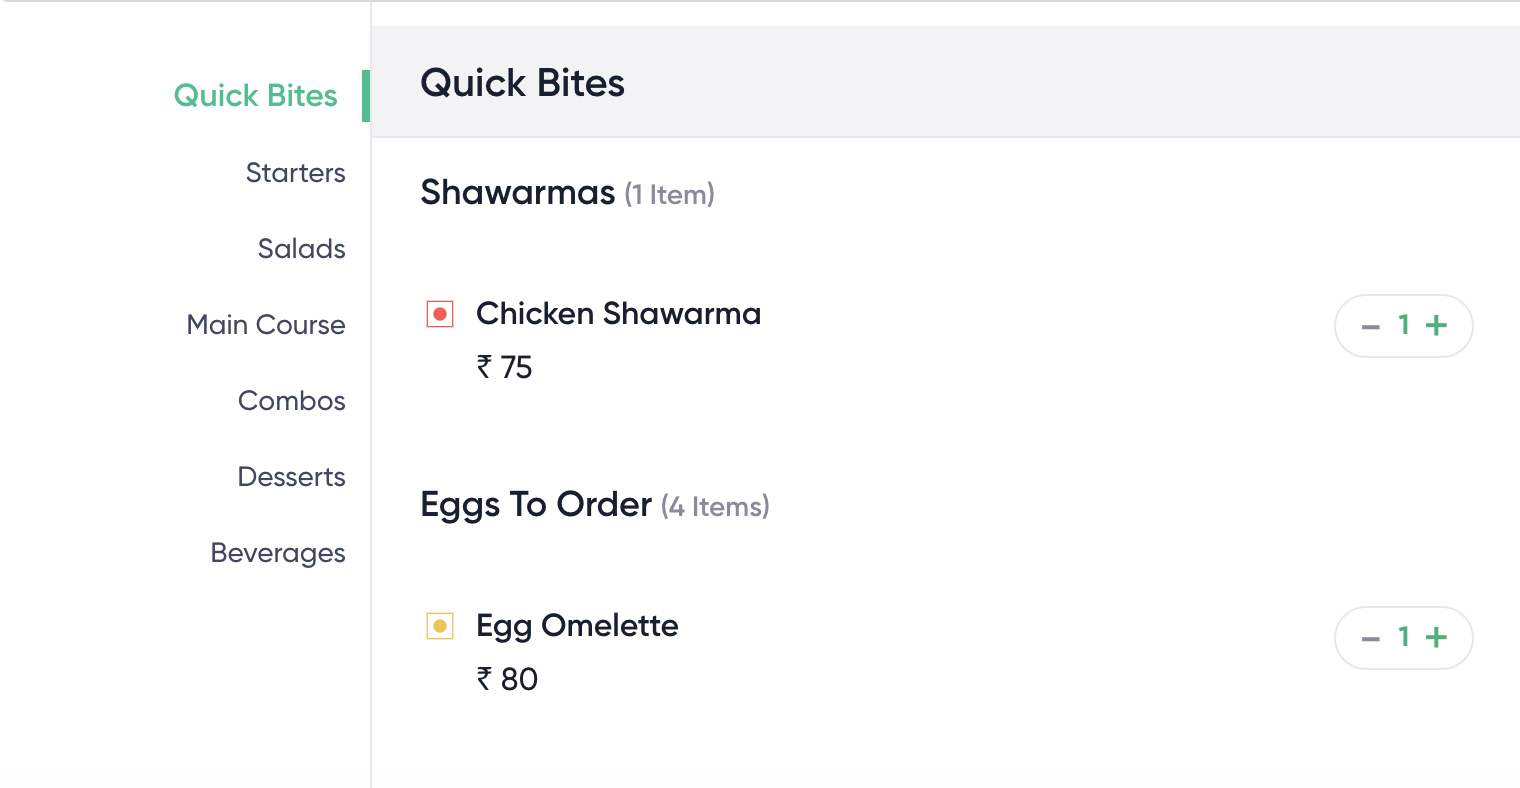 Quick Bites
Starters
Salads
Main Course
Combos
Desserts
Beverages
Quick Bites
Shawarmas (1 Item)
Chicken Shawarma
₹ 75
– 1 +
Eggs To Order (4 Items)
Egg Omelette
₹ 80
– 1 +